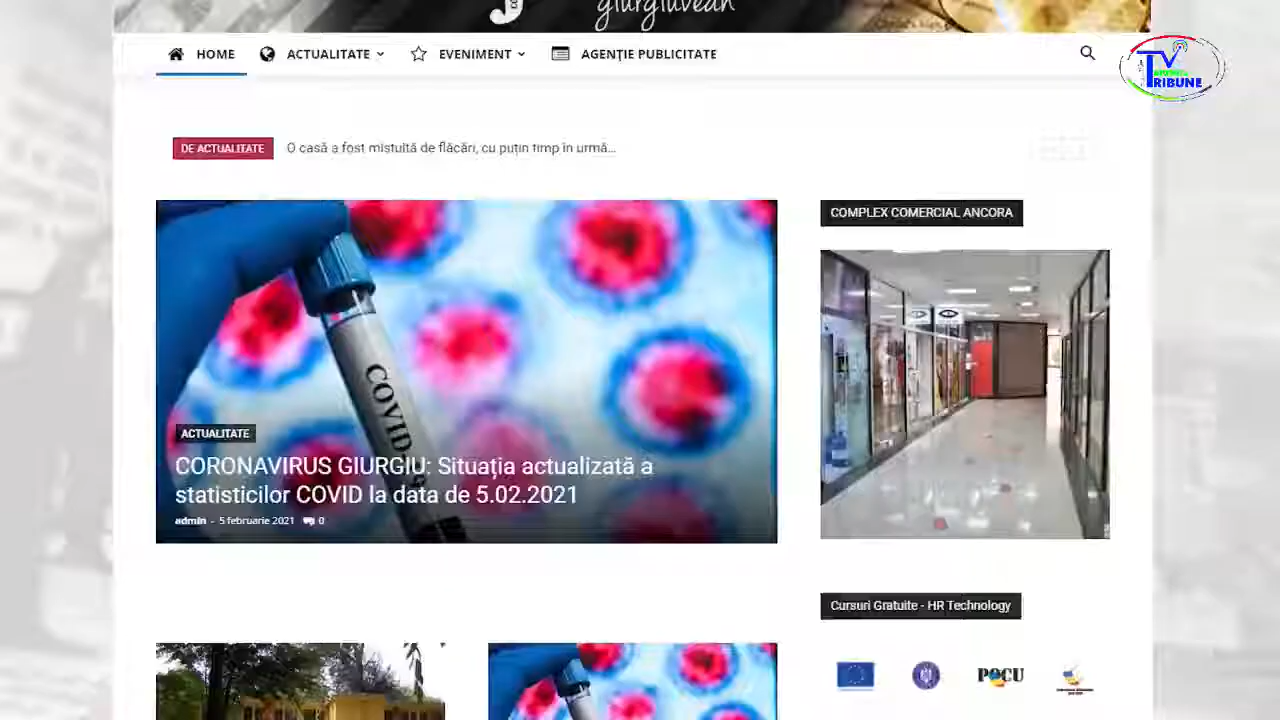 giurgiuvean
HOME
ACTUALITATE
EVENIMENT
AGENȚIE PUBLICITATE
TV
TRIBUNE
DE ACTUALITATE
O casă a fost mistuită de flăcări, cu puțin timp în urmă...
COMPLEX COMERCIAL ANCORA
COVID
ACTUALITATE
CORONAVIRUS GIURGIU: Situația actualizată a
statisticilor COVID la data de 5.02.2021
admin - 5 februarie 2021 0
Cursuri Gratuite - HR Technology
POCU